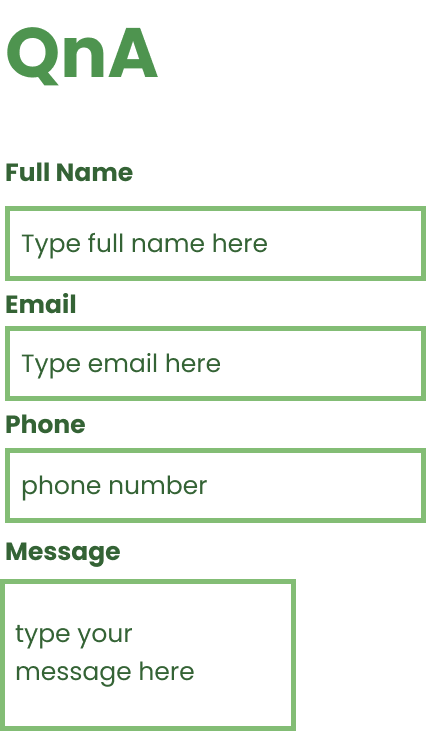 QnA
Full Name
Type full name here
Email
Type email here
Phone
phone number
Message
type your
message here